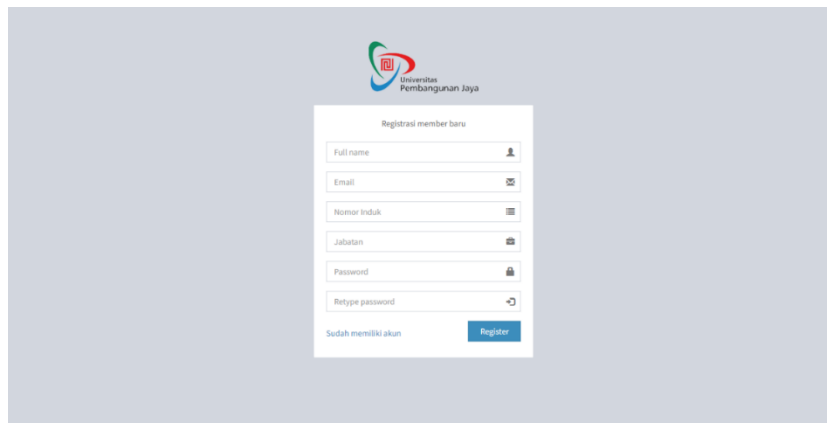 Universitas
Pembangunan Jaya
Registrasi member baru
Full name
Email
Nomor Induk
Jabatan
Password
Retype password
Sudah memiliki akun
Register